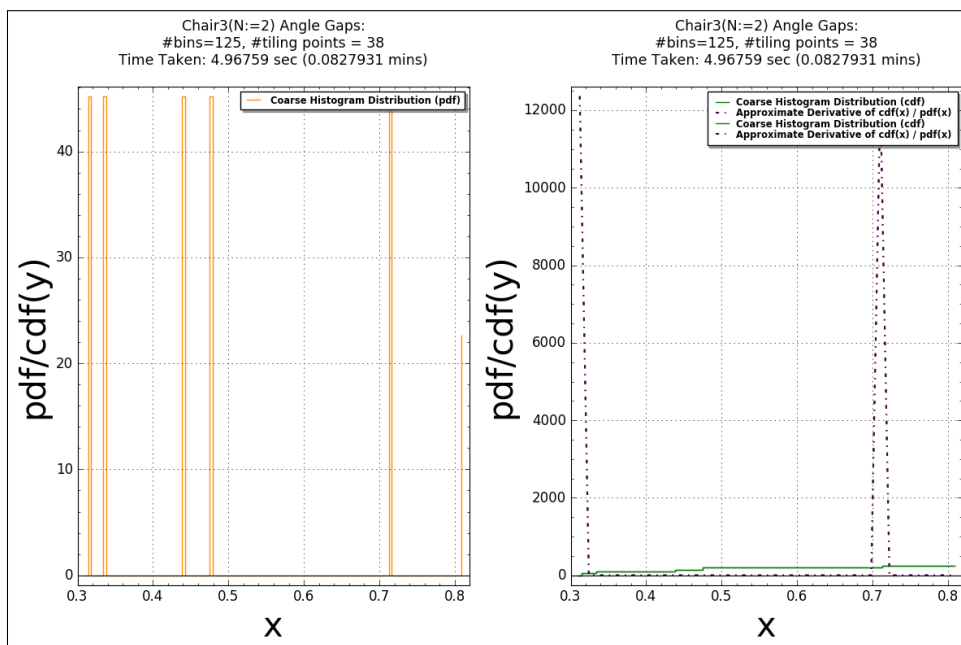 Chair3(N:=2) Angle Gaps:
#bins=125, #tiling points = 38
Time Taken: 4.96759 sec (0.0827931 mins)
Coarse Histogram Distribution (pdf)
40
30
20
10
0
0.3 0.4 0.5 0.6 0.7 0.8
pdf/cdf(y)
x
Chair3(N:=2) Angle Gaps:
#bins=125, #tiling points = 38
Time Taken: 4.96759 sec (0.0827931 mins)
Coarse Histogram Distribution (cdf)
Approximate Derivative of cdf(x) / pdf(x)
Coarse Histogram Distribution (cdf)
Approximate Derivative of cdf(x) / pdf(x)
12000
10000
8000
6000
4000
2000
0
0.3 0.4 0.5 0.6 0.7 0.8
pdf/cdf(y)
x